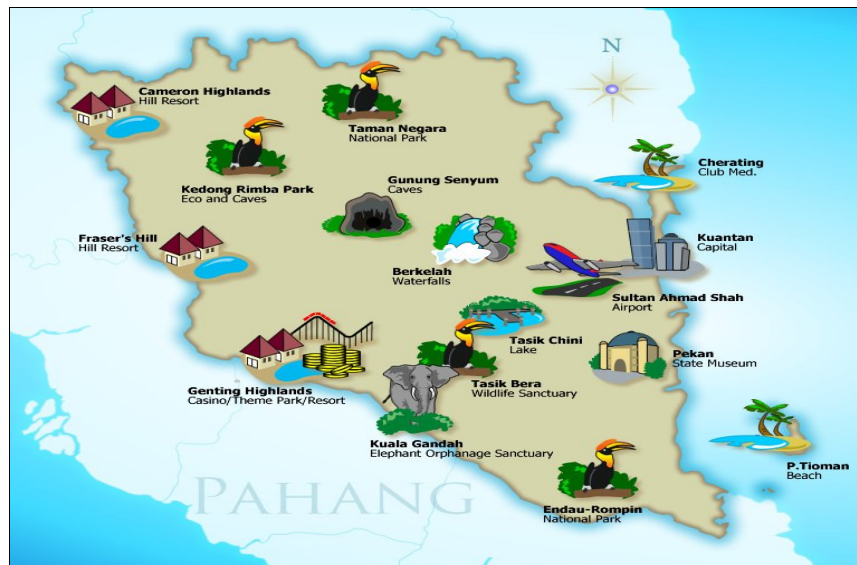 N
Cameron Highlands
Hill Resort
Taman Negara
National Park
Cherating
Club Med.
Kedong Rimba Park
Eco and Caves
Gunung Senyum
Caves
Fraser's Hill
Hill Resort
Kuantan
Capital
Berkelah
Waterfalls
Sultan Ahmad Shah
Airport
Tasik Chini
Lake
Pekan
State Museum
Genting Highlands
Casino/Theme Park/Resort
Tasik Bera
Wildlife Sanctuary
Kuala Gandah
Elephant Orphanage Sanctuary
P.Tioman
Beach
PAHANG
Endau-Rompin
National Park